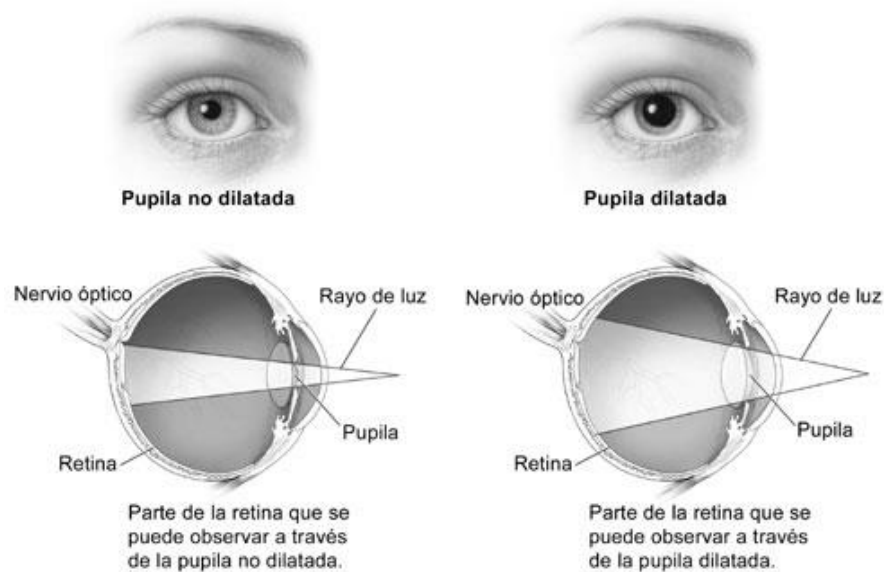 Pupila no dilatada
Pupila dilatada
Nervio óptico
Rayo de luz
Pupila
Retina
Parte de la retina que se
puede observar a través
de la pupila no dilatada.
Nervio óptico
Rayo de luz
Pupila
Retina
Parte de la retina que se
puede observar a través
de la pupila dilatada.